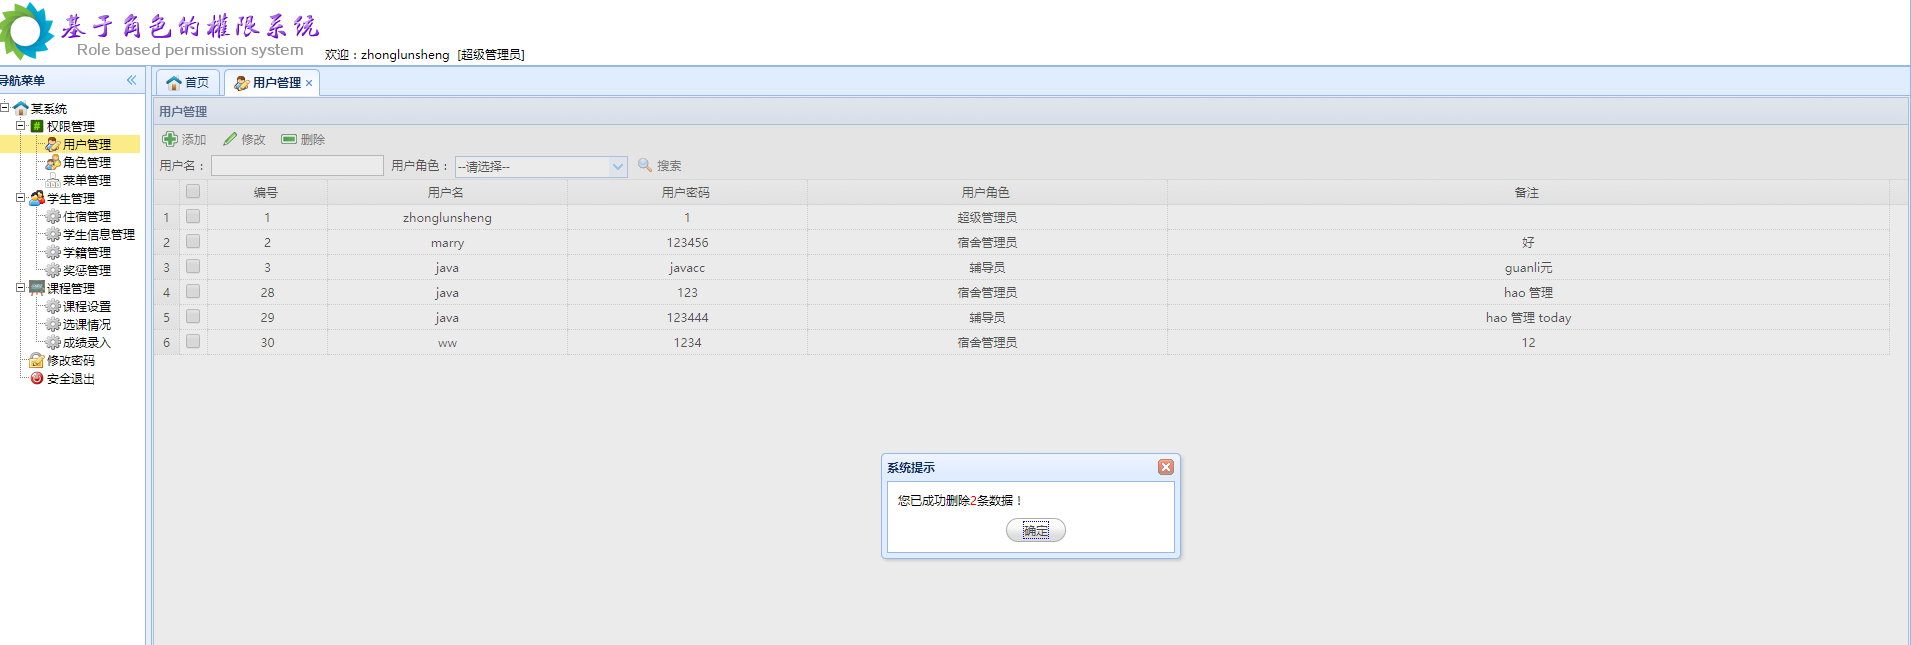 基于角色的權限系统
Role based permission system
欢迎：zhonglunsheng [超级管理员]
导航菜单
某系统
权限管理
用户管理
角色管理
菜单管理
学生管理
住宿管理
学生信息管理
学籍管理
奖惩管理
课程管理
课程设置
选课情况
成绩录入
修改密码
安全退出
首页 用户管理
用户管理
添加 修改 删除
用户名： 用户角色： --请选择-- 搜索
编号 用户名 用户密码 用户角色 备注
1 1 zhonglunsheng 1 超级管理员
2 2 marry 123456 宿舍管理员 好
3 3 java javacc 辅导员 guanli元
4 28 java 123 宿舍管理员 hao 管理
5 29 java 123444 辅导员 hao 管理 today
6 30 ww 1234 宿舍管理员 12
系统提示
您已成功删除2条数据！
确定